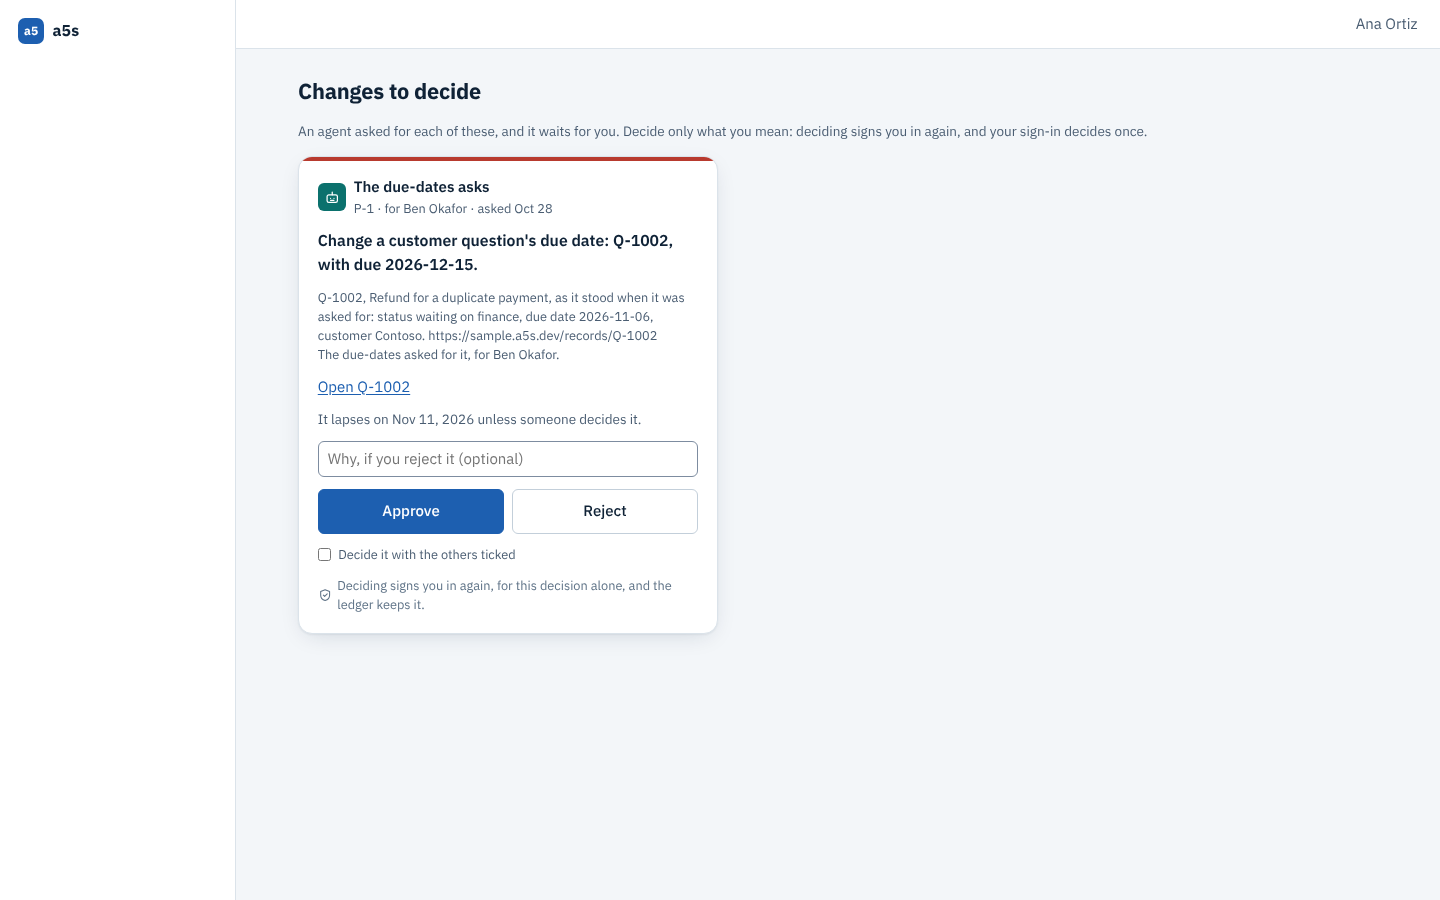 a5 a5s
Ana Ortiz
Changes to decide
An agent asked for each of these, and it waits for you. Decide only what you mean: deciding signs you in again, and your sign-in decides once.
The due-dates asks
P-1 · for Ben Okafor · asked Oct 28
Change a customer question's due date: Q-1002,
with due 2026-12-15.
Q-1002, Refund for a duplicate payment, as it stood when it was
asked for: status waiting on finance, due date 2026-11-06,
customer Contoso. https://sample.a5s.dev/records/Q-1002
The due-dates asked for it, for Ben Okafor.
Open Q-1002
It lapses on Nov 11, 2026 unless someone decides it.
Why, if you reject it (optional)
Approve Reject
Decide it with the others ticked
Deciding signs you in again, for this decision alone, and the
ledger keeps it.